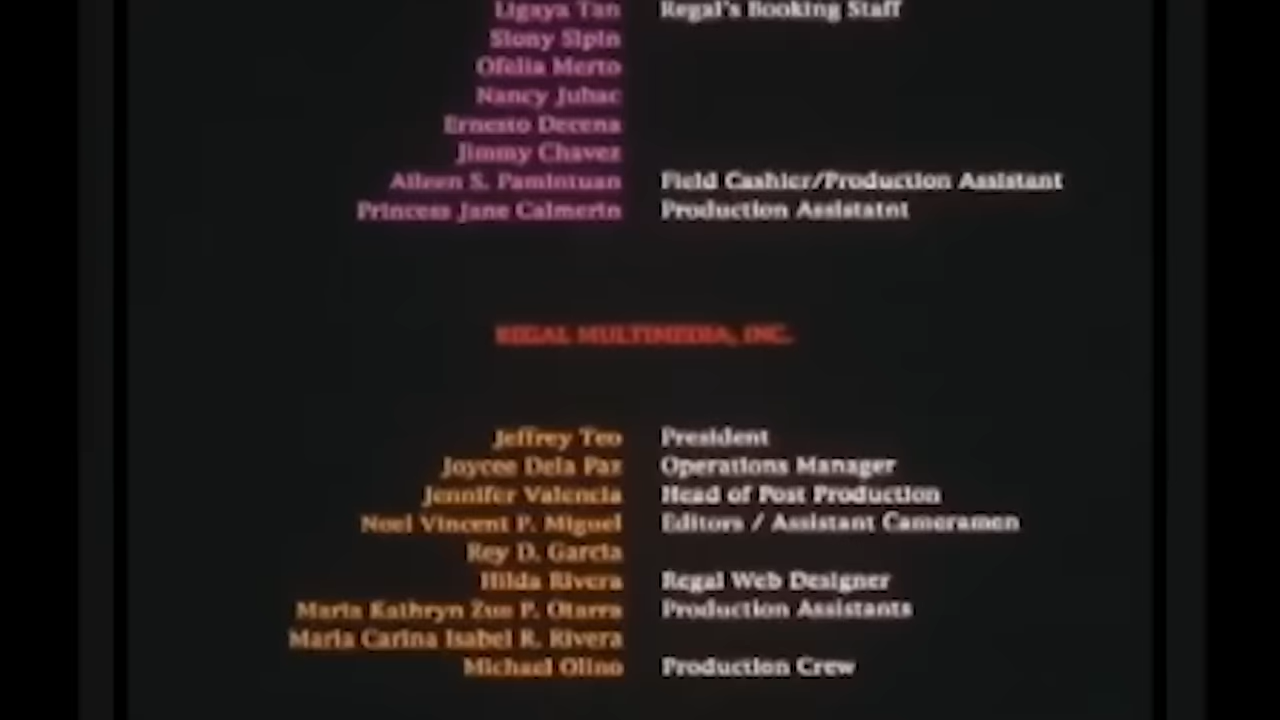 Ligaya Tan Regal's Booking Staff
Siony Sipin
Ofelia Merto
Nancy Juhac
Ernesto Decena
Jimmy Chavez
Aileen S. Pamintuan Field Cashier/Production Assistant
Princess Jane Calmerin Production Assistatnt
REGAL MULTIMEDIA, INC.
Jeffrey Teo President
Joycee Dela Paz Operations Manager
Jennifer Valencia Head of Post Production
Noel Vincent P. Miguel Editors / Assistant Cameramen
Rey D. Garcia
Hilda Rivera Regal Web Designer
Maria Kathryn Zue P. Otarra Production Assistants
Maria Carina Isabel R. Rivera
Michael Olino Production Crew